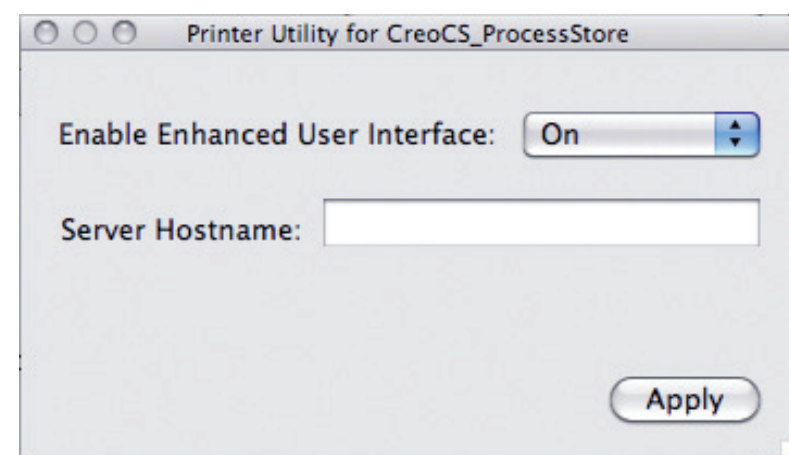 Printer Utility for CreoCS_ProcessStore
Enable Enhanced User Interface: On
Server Hostname:
Apply